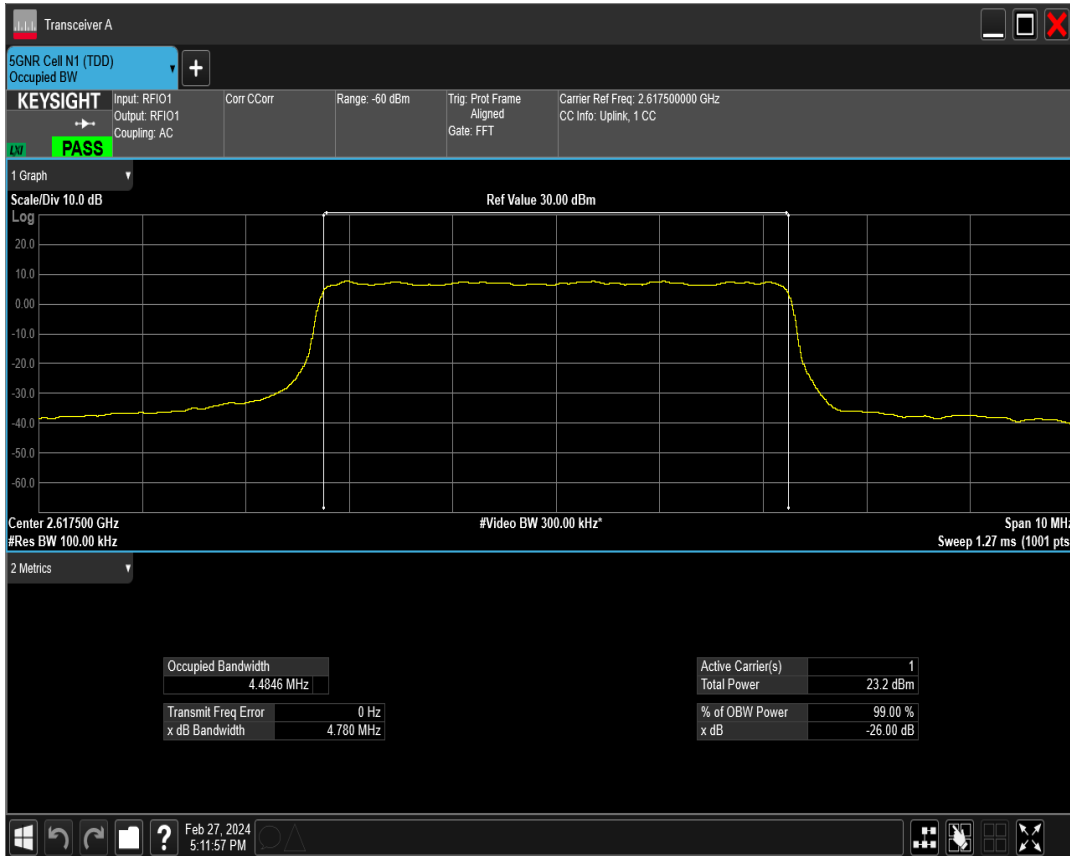 Transceiver A
5GNR Cell N1 (TDD)
Occupied BW
+
KEYSIGHT
LXI
PASS
Input: RFIO1
Output: RFIO1
Coupling: AC
Corr CCorr
Range: -60 dBm
Trig: Prot Frame
Aligned
Gate: FFT
Carrier Ref Freq: 2.617500000 GHz
CC Info: Uplink, 1 CC
1 Graph
Scale/Div 10.0 dB
Ref Value 30.00 dBm
Log
20.0
10.0
0.00
-10.0
-20.0
-30.0
-40.0
-50.0
-60.0
Center 2.617500 GHz
#Video BW 300.00 kHz*
Span 10 MHz
#Res BW 100.00 kHz
Sweep 1.27 ms (1001 pts
2 Metrics
Occupied Bandwidth
4.4846 MHz
Transmit Freq Error 0 Hz
x dB Bandwidth 4.780 MHz
Active Carrier(s) 1
Total Power 23.2 dBm
% of OBW Power 99.00 %
x dB -26.00 dB
?
Feb 27, 2024
5:11:57 PM